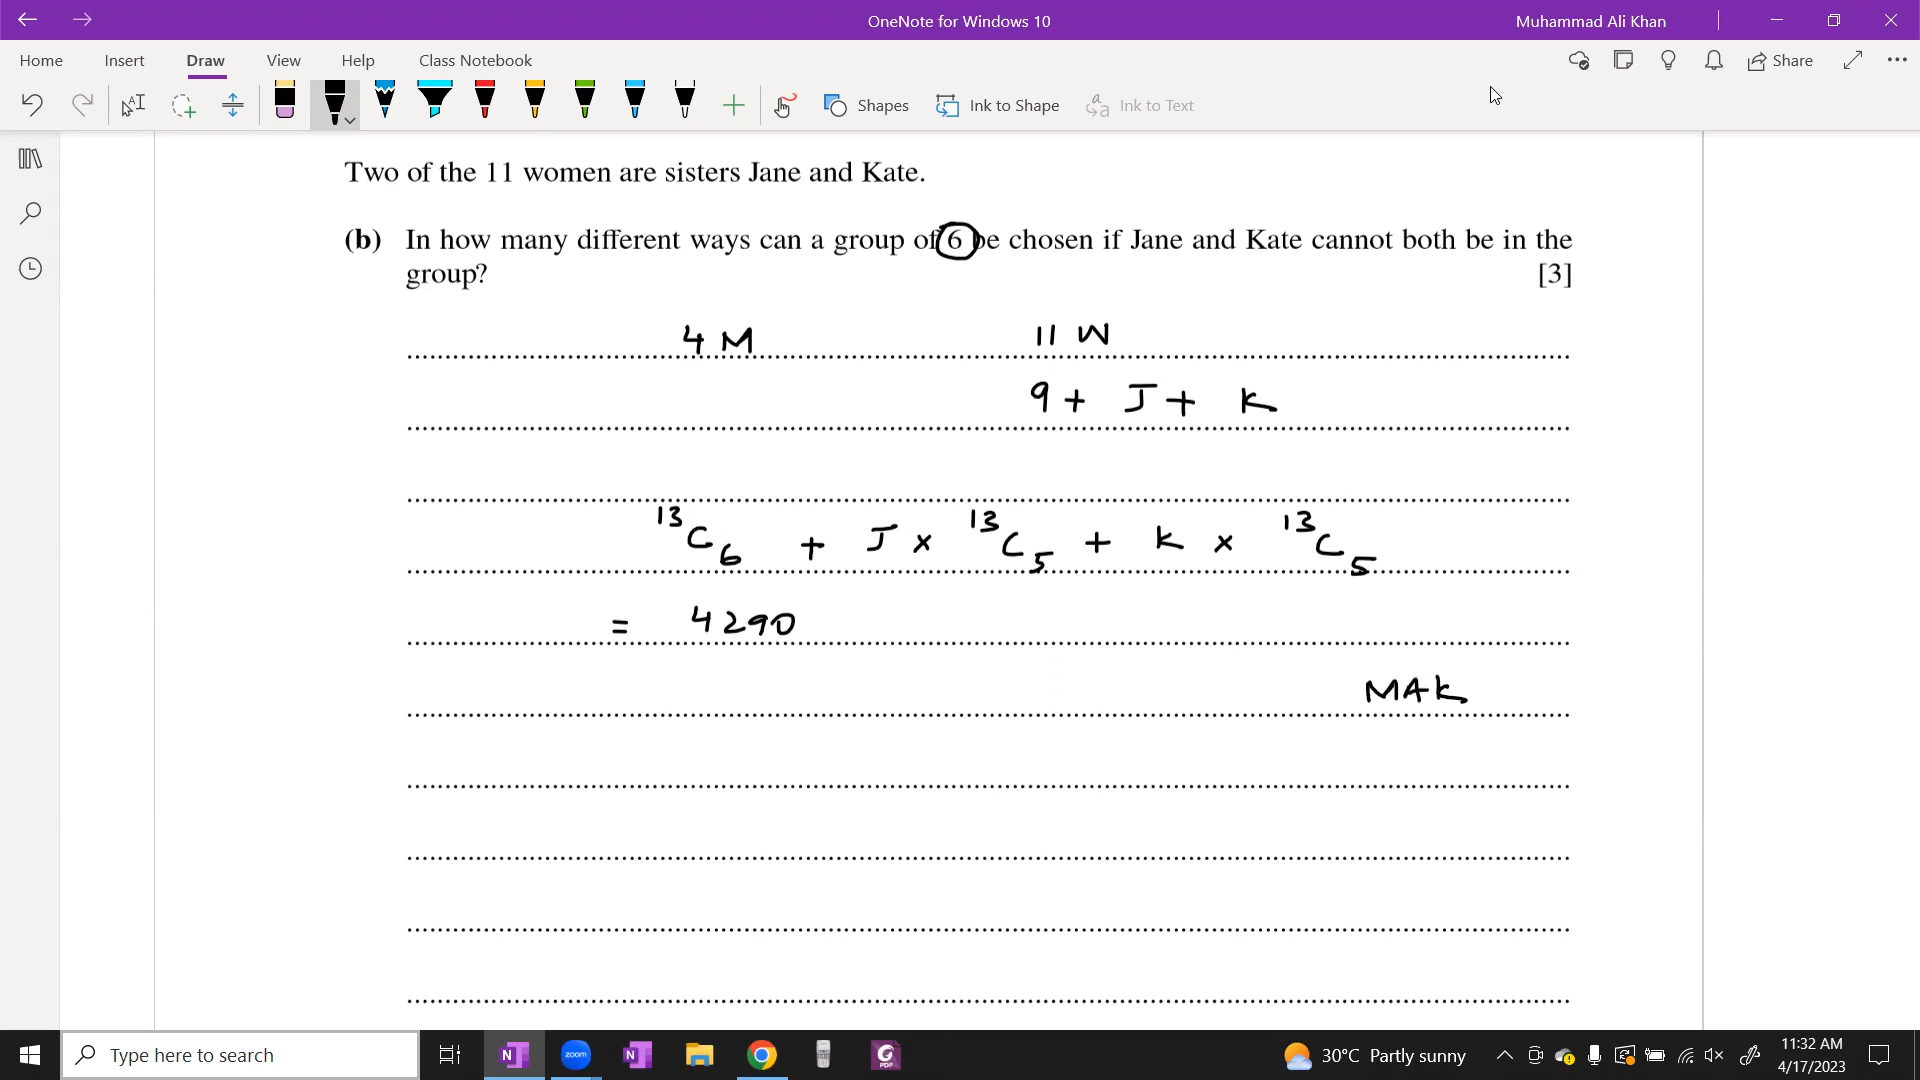 OneNote for Windows 10
Muhammad Ali Khan
Home Insert Draw View Help Class Notebook
Share
Shapes Ink to Shape Ink to Text
Two of the 11 women are sisters Jane and Kate.
(b) In how many different ways can a group of 6 be chosen if Jane and Kate cannot both be in the
group? [3]
4 M 11 W
9 + J + K
¹³C₆ + J × ¹³C₅ + K × ¹³C₅
= 4290
MAK
Type here to search
zoom
PDF
30°C Partly sunny
11:32 AM
4/17/2023